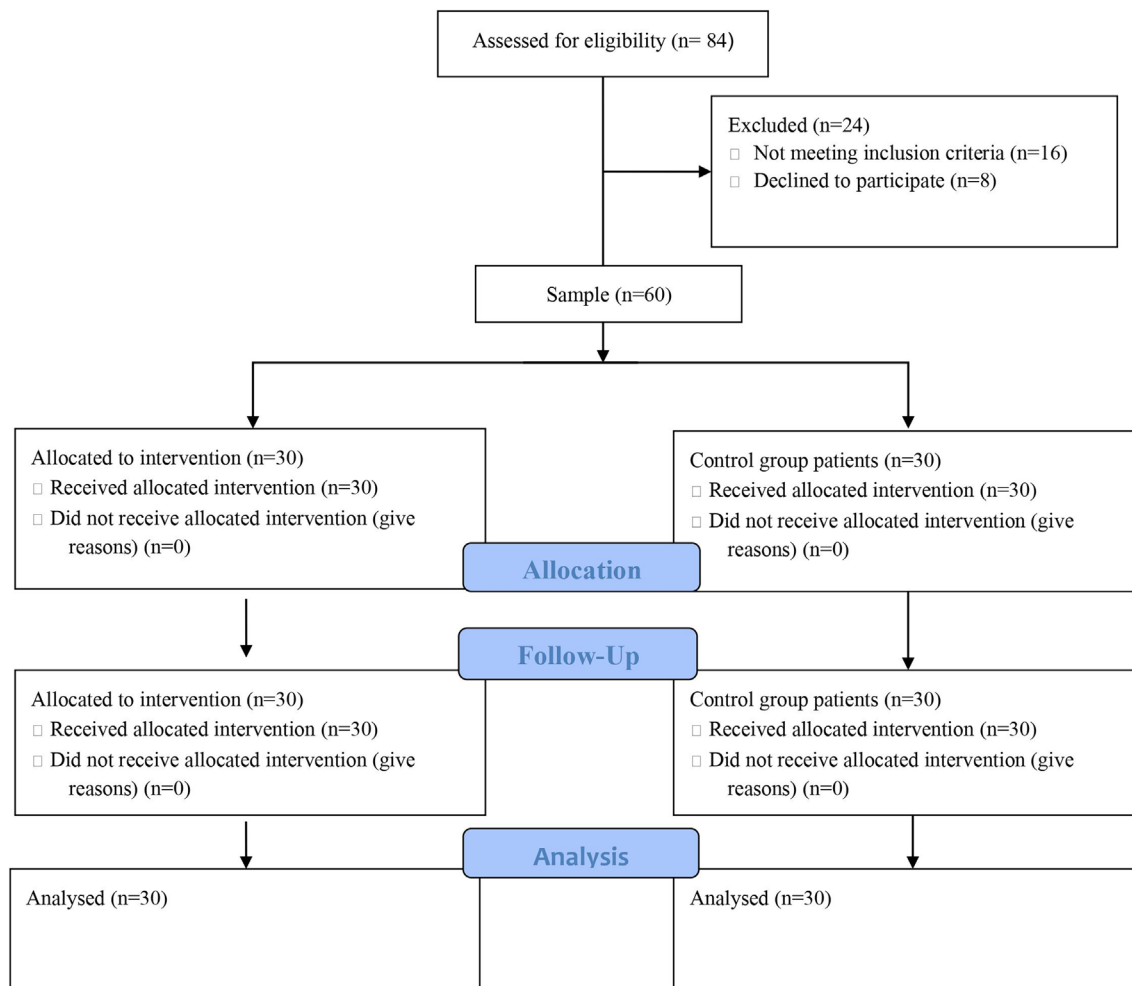 Assessed for eligibility (n= 84)
Excluded (n=24)
□ Not meeting inclusion criteria (n=16)
□ Declined to participate (n=8)
Sample (n=60)
Allocated to intervention (n=30)
□ Received allocated intervention (n=30)
□ Did not receive allocated intervention (give
reasons) (n=0)
Control group patients (n=30)
□ Received allocated intervention (n=30)
□ Did not receive allocated intervention (give
reasons) (n=0)
Allocation
Follow-Up
Allocated to intervention (n=30)
□ Received allocated intervention (n=30)
□ Did not receive allocated intervention (give
reasons) (n=0)
Control group patients (n=30)
□ Received allocated intervention (n=30)
□ Did not receive allocated intervention (give
reasons) (n=0)
Analysis
Analysed (n=30)
Analysed (n=30)